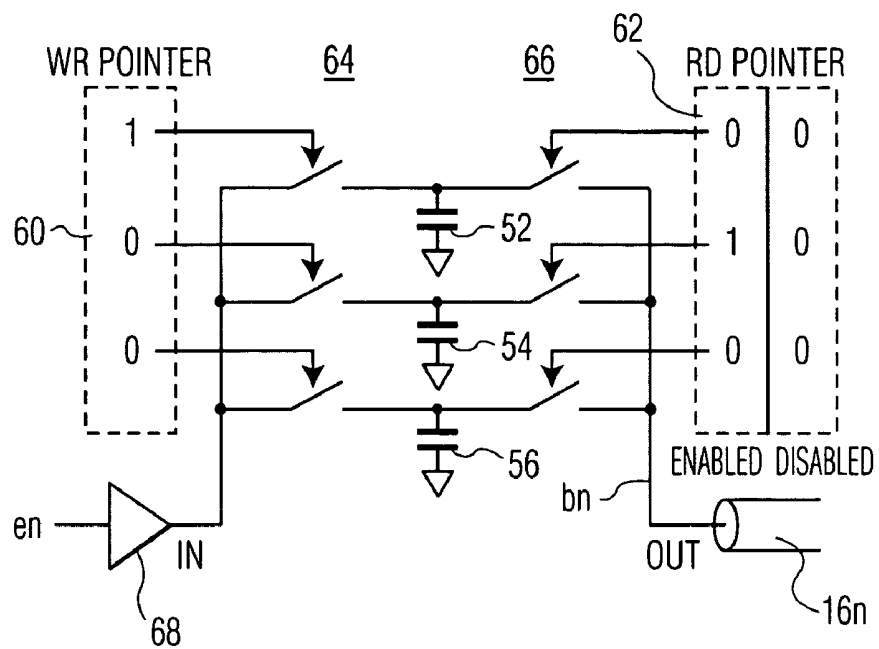 62
WR POINTER 64 66 RD POINTER
1 0 0
60 0 52 1 0
0 54 0 0
56 ENABLED DISABLED
en IN bn OUT
68 16n